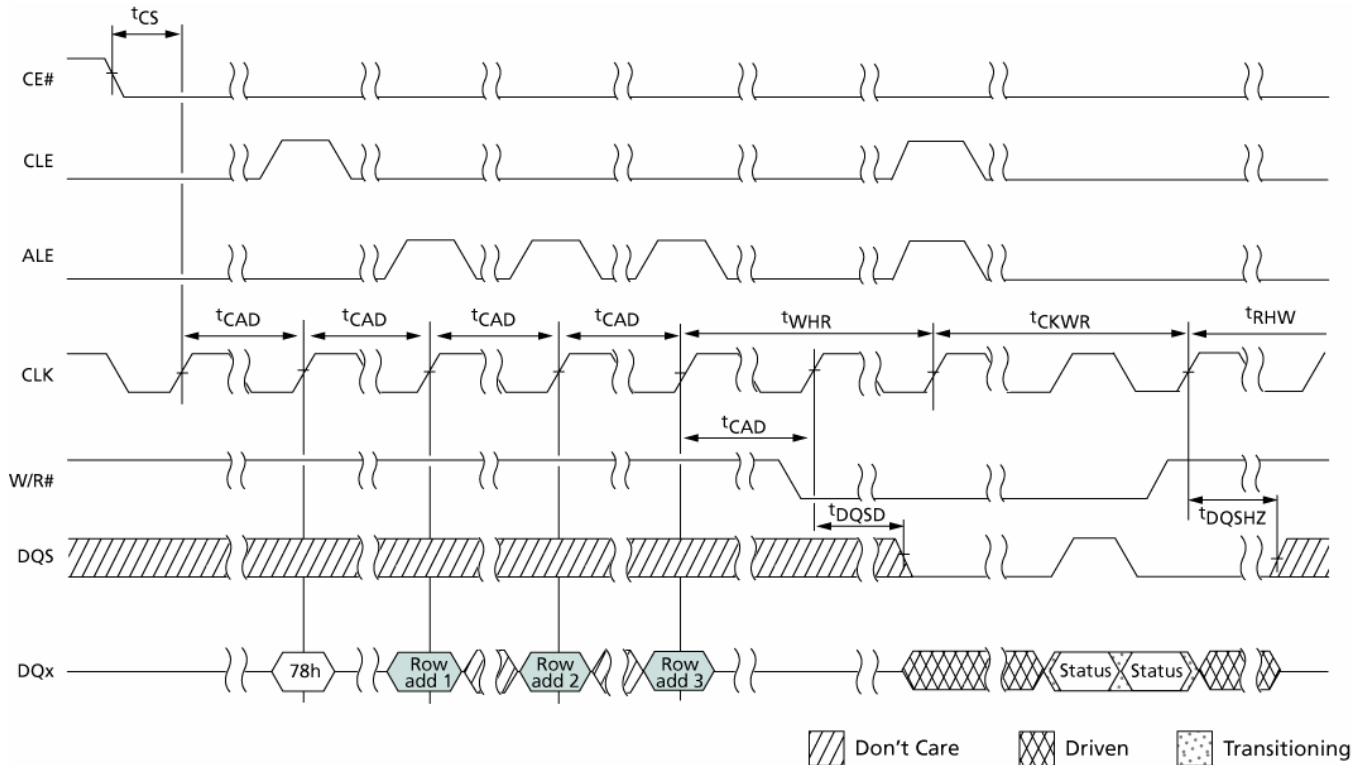 tCS
CE#
CLE
ALE
tCAD
tCAD
tCAD
tCAD
tWHR
tCKWR
tRHW
CLK
tCAD
W/R#
tDQSD
tDQSHZ
DQS
DQx
78h
Row
add 1
Row
add 2
Row
add 3
Status
Status
Don't Care
Driven
Transitioning